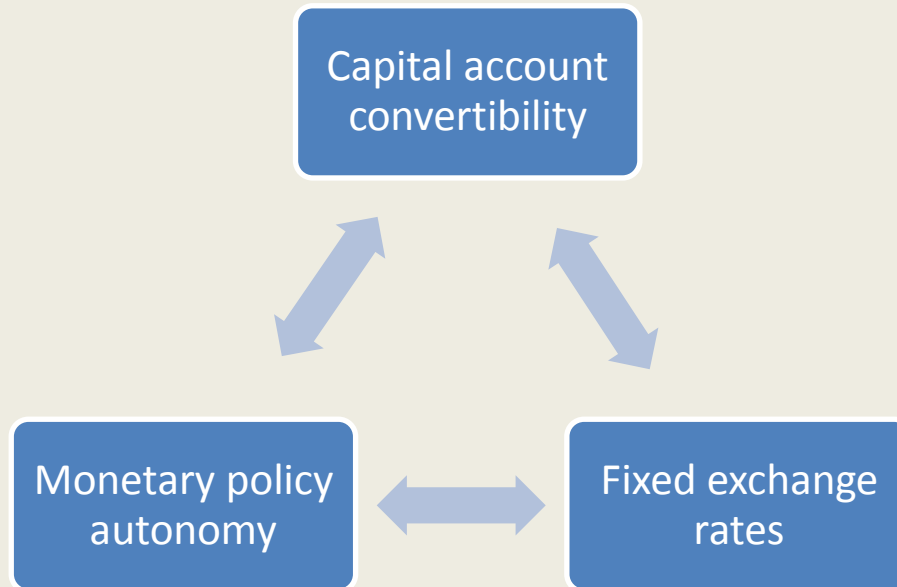 Capital account
convertibility
Monetary policy
autonomy
Fixed exchange
rates